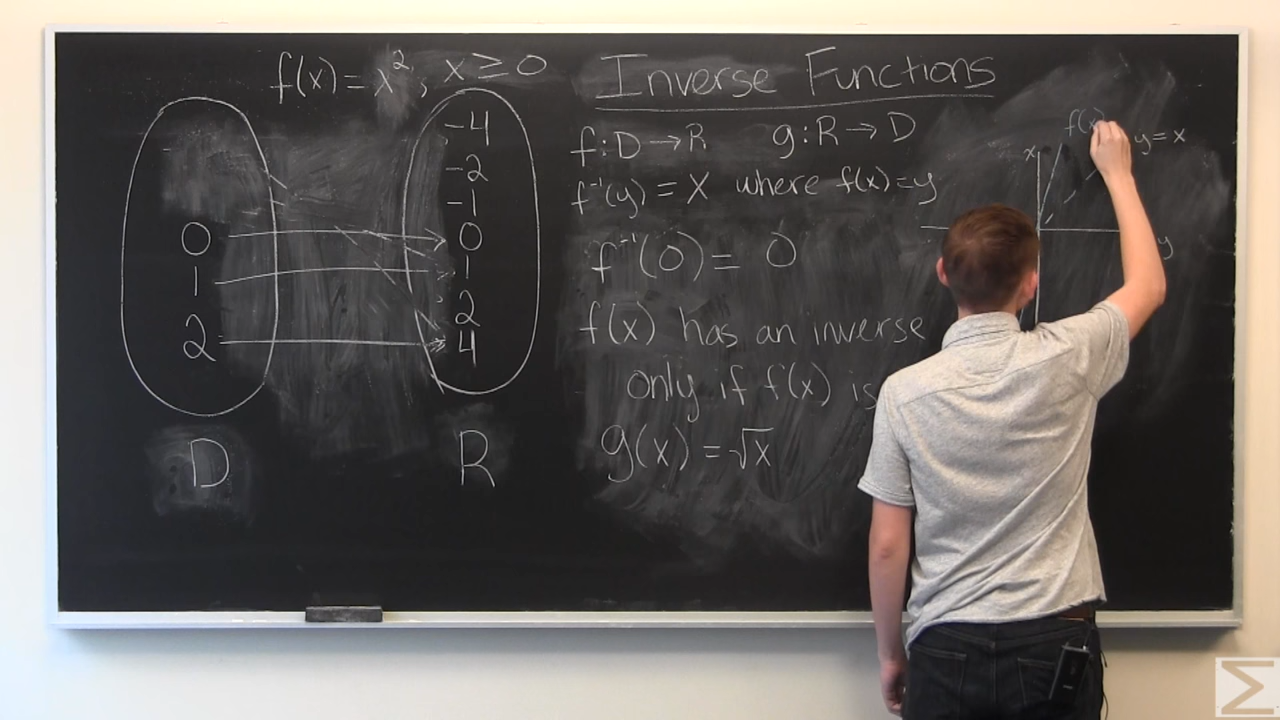 f(x) = x², x ≥ 0
-4
-2
-1
0 0
1 1
2
2 4
D R
Inverse Functions
f:D→R g:R→D
f⁻¹(y) = x where f(x)=y
f⁻¹(0) = 0
f(x) has an inverse
only if f(x) is
g(x) = √x
f(x)
y=x
x
y
Σ